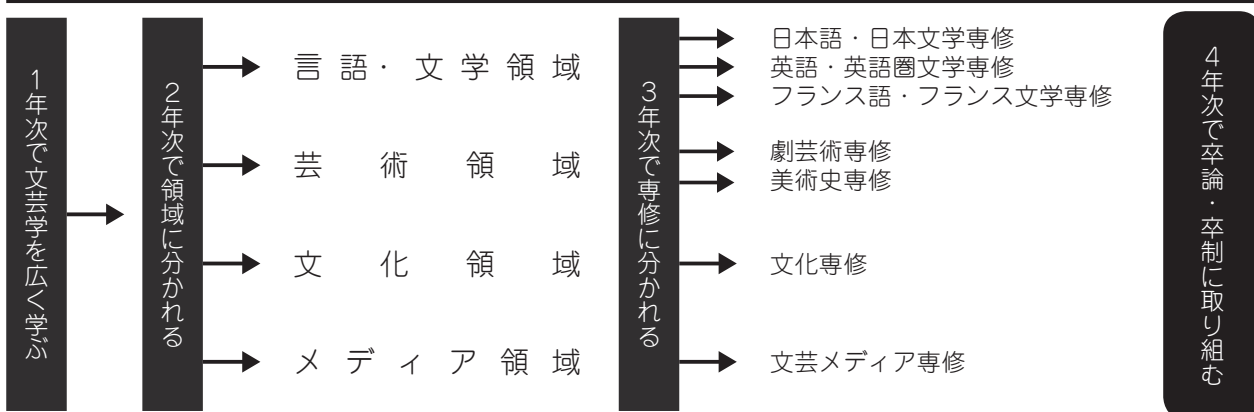 1年次で文芸学を広く学ぶ
2年次で領域に分かれる
言語・文学領域
芸術領域
文化領域
メディア領域
3年次で専修に分かれる
日本語・日本文学専修
英語・英語圏文学専修
フランス語・フランス文学専修
劇芸術専修
美術史専修
文化専修
文芸メディア専修
4年次で卒論・卒制に取り組む